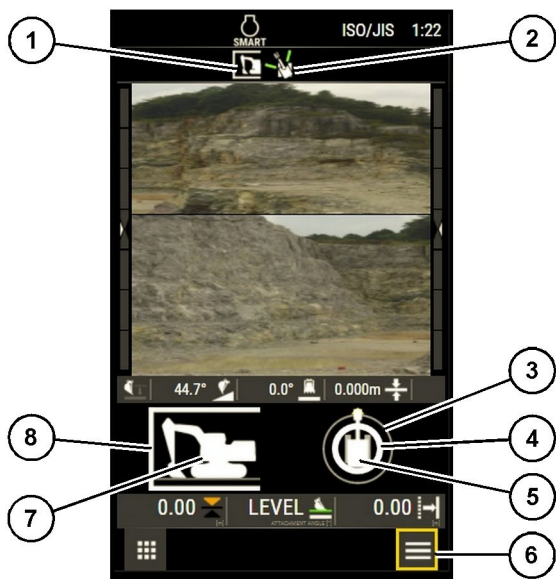 ISO/JIS 1:22
SMART
1
2
44.7° 0.0° 0.000m
3
4
5
6
7
8
0.00 LEVEL 0.00
[m] ATTACHMENT ANGLE [°] [m]